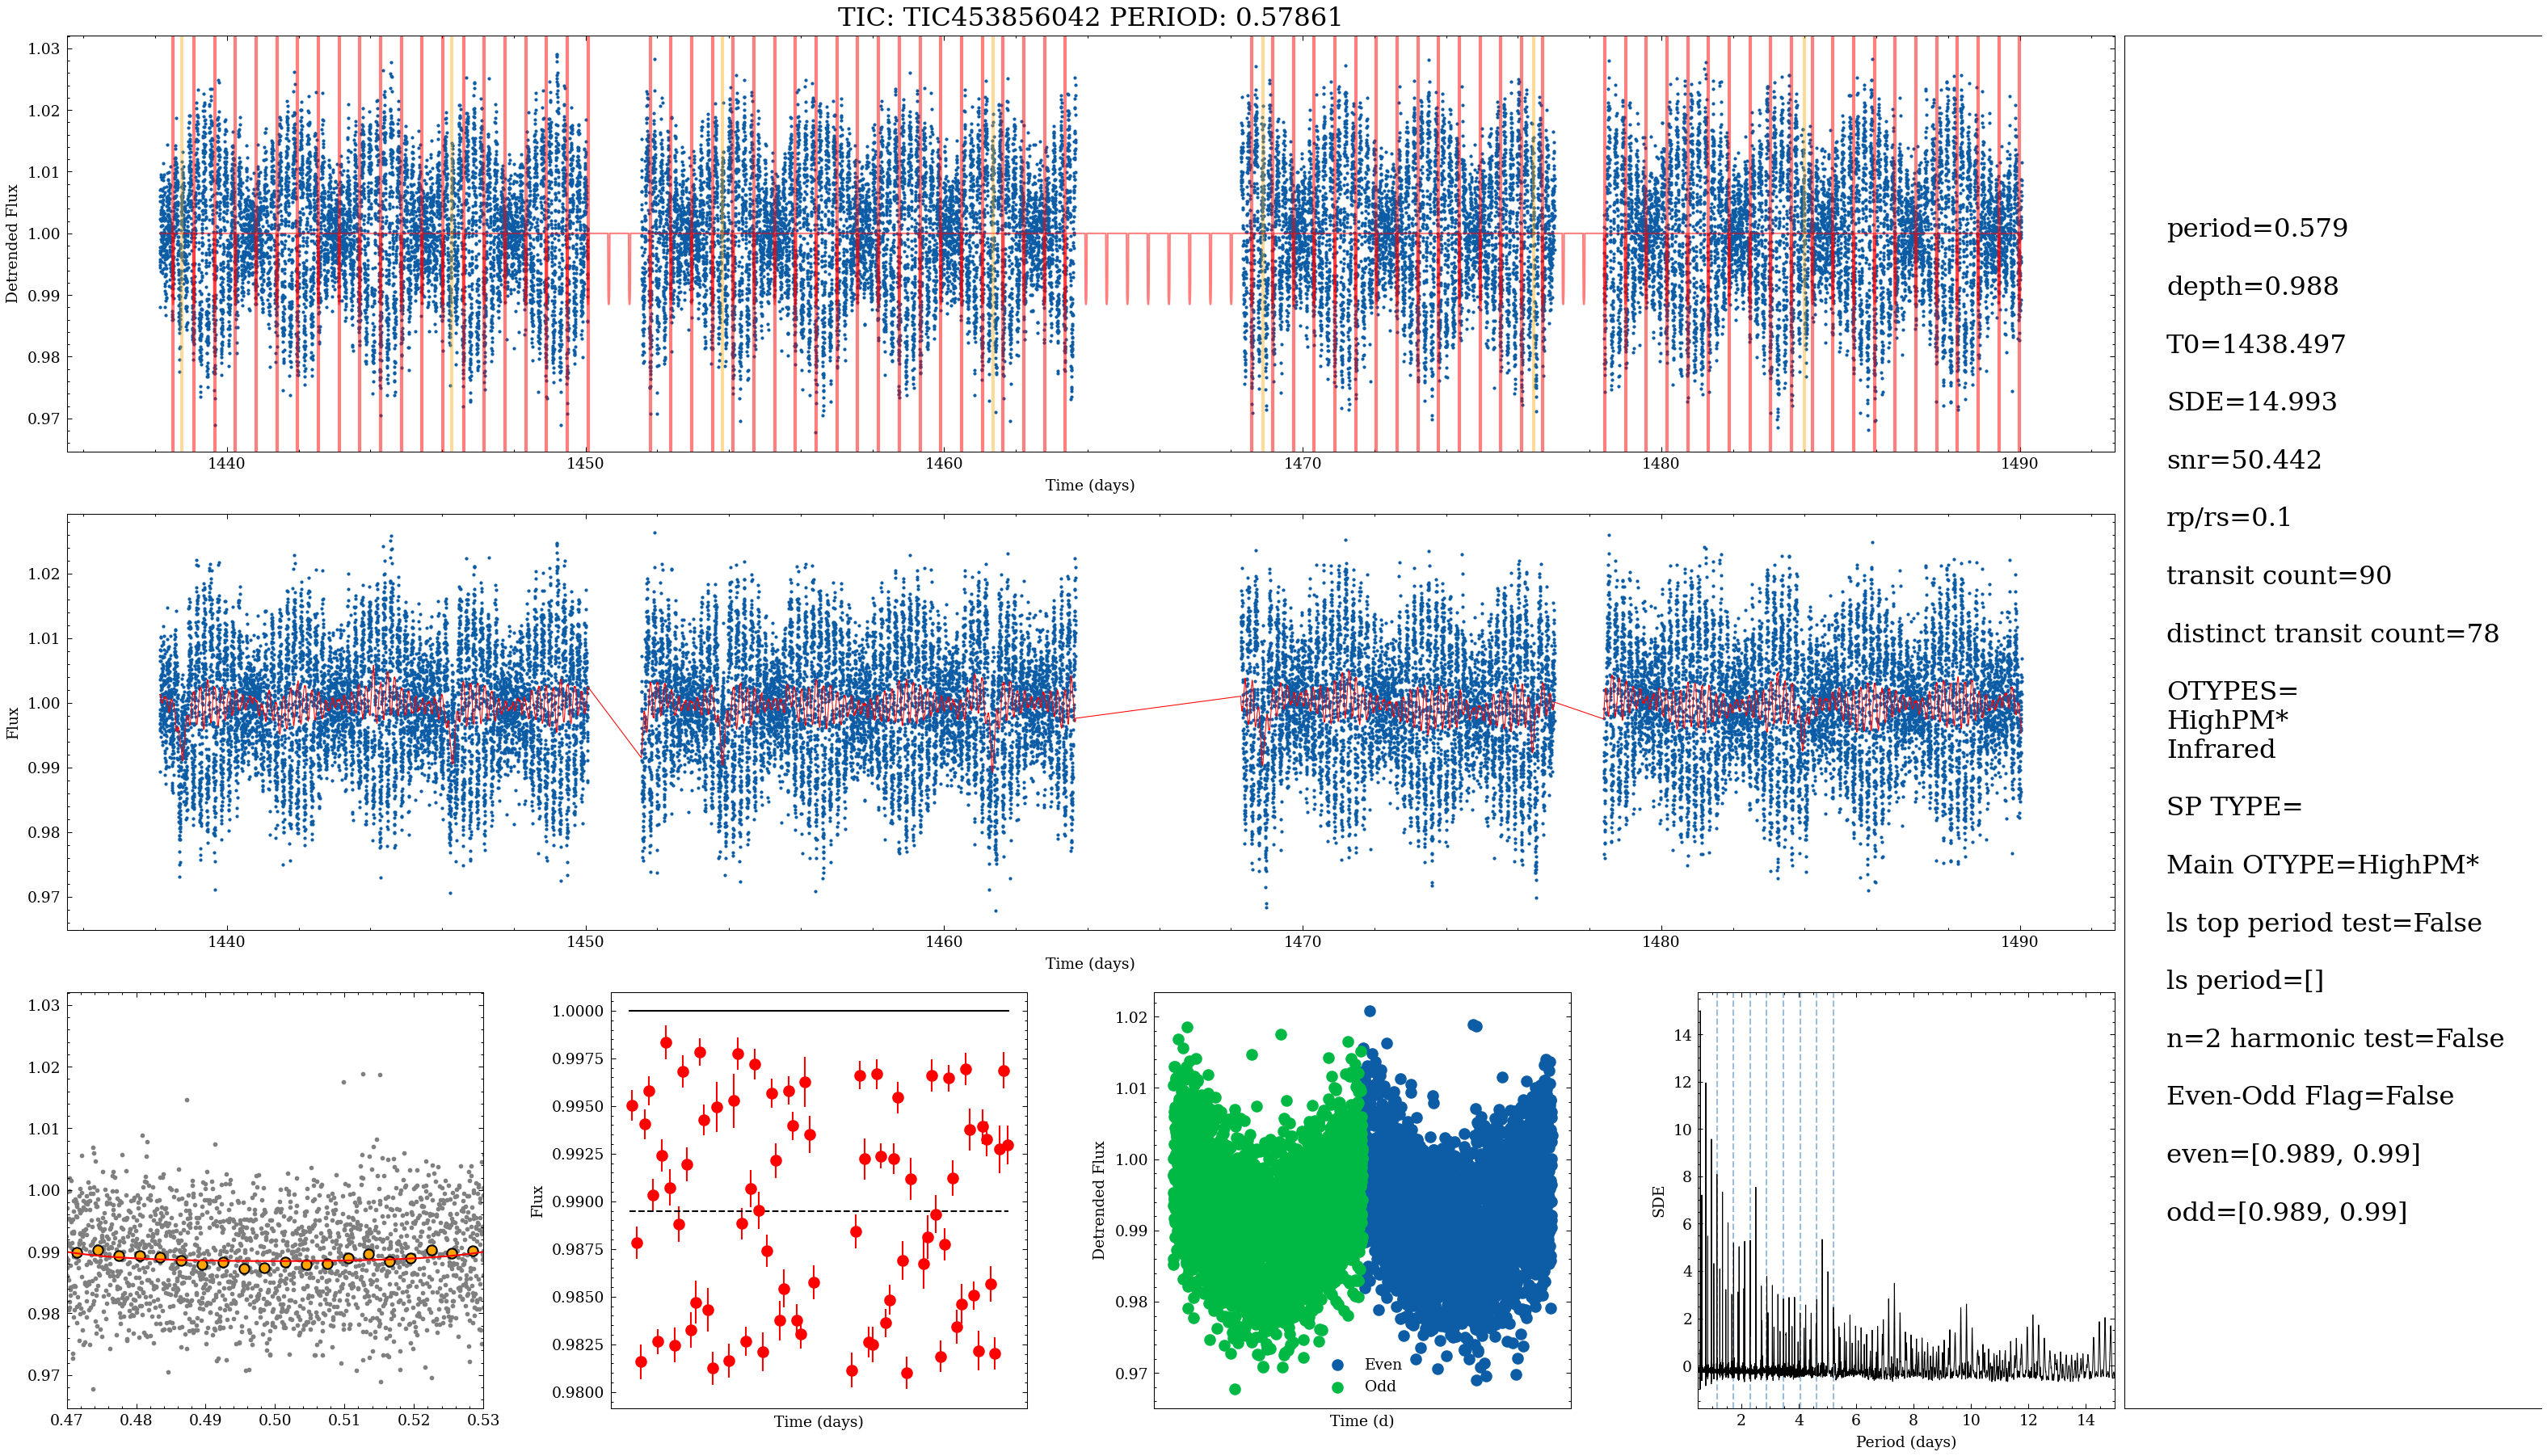 TIC: TIC453856042 PERIOD: 0.57861
1.03
1.02
1.01
1.00
0.99
0.98
0.97
Detrended Flux
1440
1450
1460
1470
1480
1490
Time (days)
1.02
1.01
1.00
0.99
0.98
0.97
Flux
1440
1450
1460
1470
1480
1490
Time (days)
1.03
1.02
1.01
1.00
0.99
0.98
0.97
0.47
0.48
0.49
0.50
0.51
0.52
0.53
1.0000
0.9975
0.9950
0.9925
0.9900
0.9875
0.9850
0.9825
0.9800
Flux
Time (days)
1.02
1.01
1.00
0.99
0.98
0.97
Detrended Flux
Even
Odd
Time (d)
14
12
10
8
6
4
2
0
SDE
2
4
6
8
10
12
14
Period (days)
period=0.579
depth=0.988
T0=1438.497
SDE=14.993
snr=50.442
rp/rs=0.1
transit count=90
distinct transit count=78
OTYPES=
HighPM*
Infrared
SP TYPE=
Main OTYPE=HighPM*
ls top period test=False
ls period=[]
n=2 harmonic test=False
Even-Odd Flag=False
even=[0.989, 0.99]
odd=[0.989, 0.99]